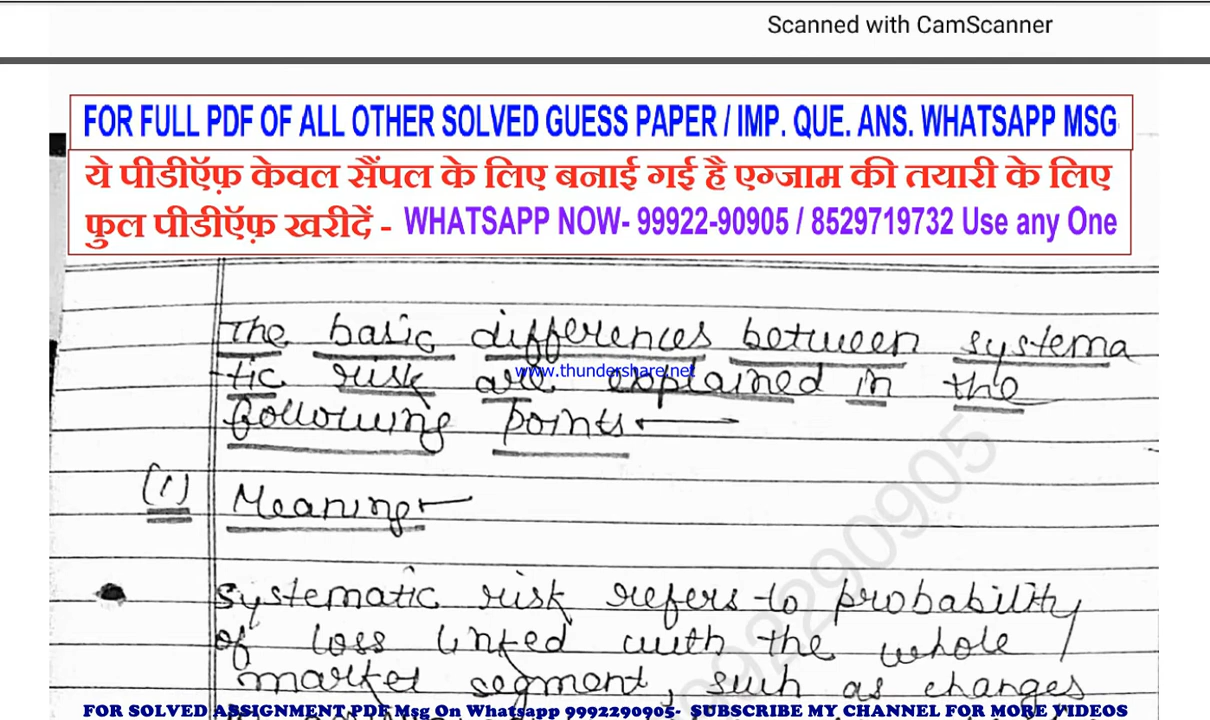 Scanned with CamScanner
FOR FULL PDF OF ALL OTHER SOLVED GUESS PAPER / IMP. QUE. ANS. WHATSAPP MSG
ये पीडीऍफ़ केवल सैंपल के लिए बनाई गई है एग्जाम की तयारी के लिए
फुल पीडीऍफ़ खरीदें - WHATSAPP NOW- 99922-90905 / 8529719732 Use any One
The basic differences between systema
www.thundershare.net
tic risk are explained in the
following points
(1) Meaning
systematic risk refers to probability
of loss linked with the whole
market segment, such as changes
9992290905
FOR SOLVED ASSIGNMENT PDF Msg On Whatsapp 9992290905- SUBSCRIBE MY CHANNEL FOR MORE VIDEOS